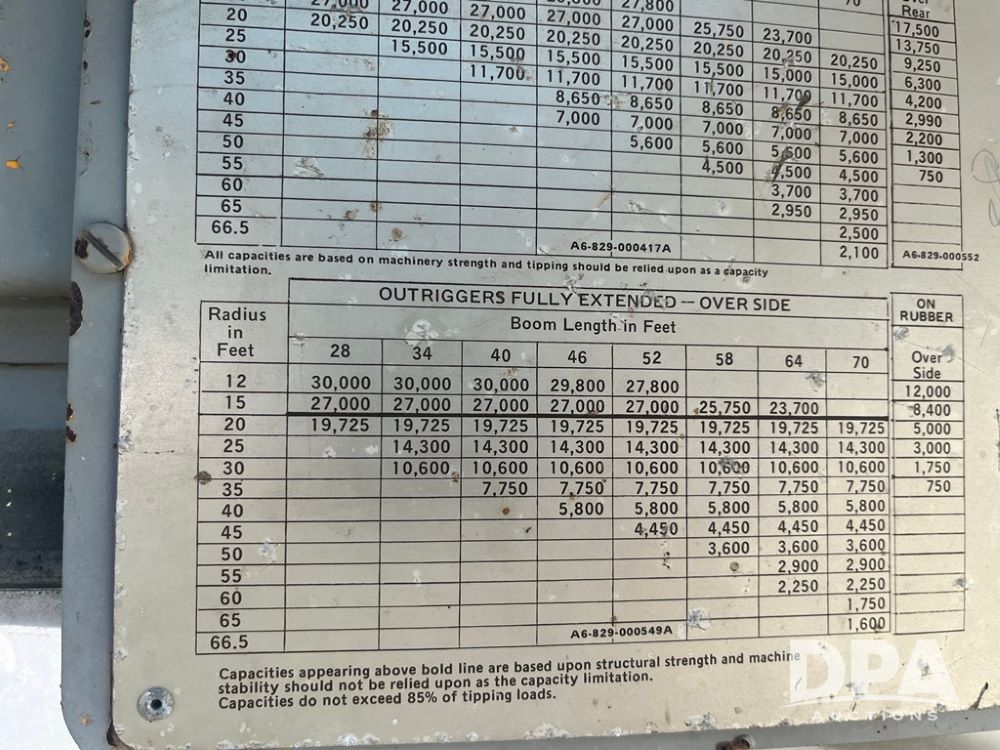 70 Over
Rear
17,500
27,000 27,000 27,000 27,000 27,000 25,750 23,700 13,750
20 20,250 20,250 20,250 20,250 20,250 20,250 20,250 20,250 9,250
25 15,500 15,500 15,500 15,500 15,500 15,000 15,000 6,300
30 11,700 11,700 11,700 11,700 11,700 11,700 4,200
35 8,650 8,650 8,650 8,650 8,650 2,990
40 7,000 7,000 7,000 7,000 7,000 2,200
45 5,600 5,600 5,600 5,600 1,300
50 4,500 4,500 4,500 750
55 3,700 3,700
60 2,950 2,950
65 2,500
66.5 A6-829-000417A 2,100 A6-829-000552
All capacities are based on machinery strength and tipping should be relied upon as a capacity
limitation.
OUTRIGGERS FULLY EXTENDED — OVER SIDE
ON
RUBBER
Radius
in
Feet
Boom Length in Feet
28 34 40 46 52 58 64 70
Over
Side
12 30,000 30,000 30,000 29,800 27,800 12,000
15 27,000 27,000 27,000 27,000 27,000 25,750 23,700 8,400
20 19,725 19,725 19,725 19,725 19,725 19,725 19,725 19,725 5,000
25 14,300 14,300 14,300 14,300 14,300 14,300 14,300 3,000
30 10,600 10,600 10,600 10,600 10,600 10,600 10,600 1,750
35 7,750 7,750 7,750 7,750 7,750 7,750 750
40 5,800 5,800 5,800 5,800 5,800
45 4,450 4,450 4,450 4,450
50 3,600 3,600 3,600
55 2,900 2,900
60 2,250 2,250
65 1,750
66.5 A6-829-000549A 1,600
Capacities appearing above bold line are based upon structural strength and machine
stability should not be relied upon as the capacity limitation.
Capacities do not exceed 85% of tipping loads.
DPA
AUCTIONS